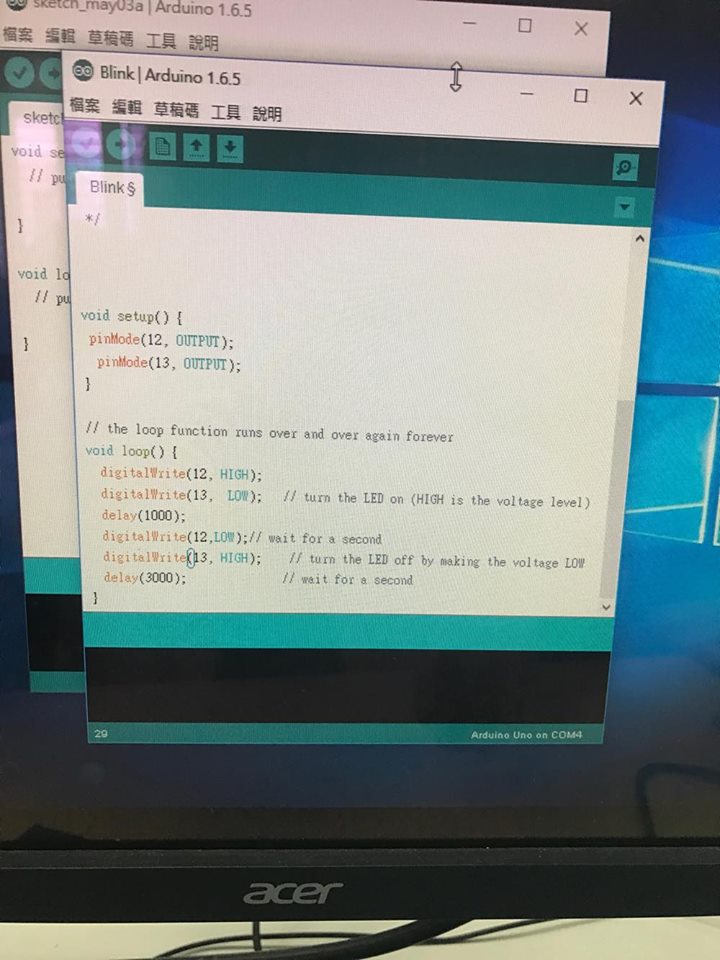 sketch_may03a | Arduino 1.6.5
檔案 編輯 草稿碼 工具 說明
Blink | Arduino 1.6.5
檔案 編輯 草稿碼 工具 說明
sketc
Blink§
void se
// pu
}
void lo
// pu
}
*/
void setup() {
pinMode(12, OUTPUT);
pinMode(13, OUTPUT);
}
// the loop function runs over and over again forever
void loop() {
digitalWrite(12, HIGH);
digitalWrite(13, LOW); // turn the LED on (HIGH is the voltage level)
delay(1000);
digitalWrite(12,LOW);// wait for a second
digitalWrite(13, HIGH); // turn the LED off by making the voltage LOW
delay(3000); // wait for a second
}
29
Arduino Uno on COM4
acer